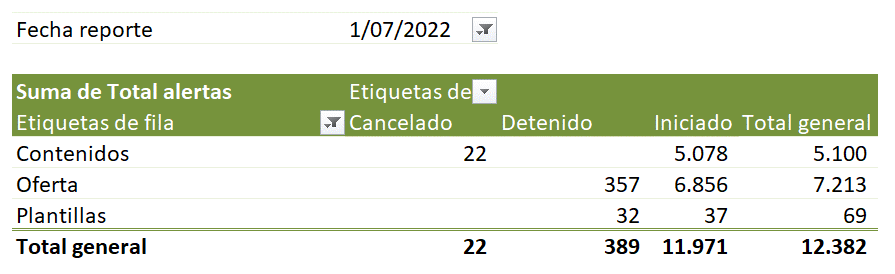 Fecha reporte 1/07/2022
Suma de Total alertas Etiquetas de
Etiquetas de fila Cancelado Detenido Iniciado Total general
Contenidos 22 5.078 5.100
Oferta 357 6.856 7.213
Plantillas 32 37 69
Total general 22 389 11.971 12.382